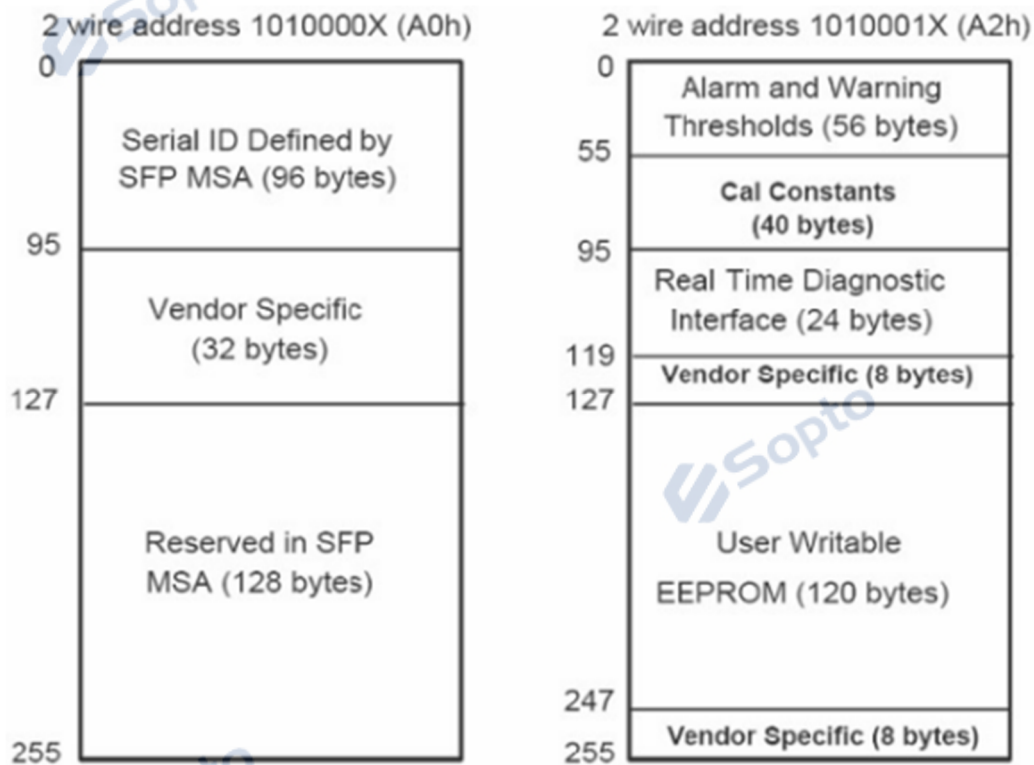 2 wire address 1010000X (A0h)
0
Serial ID Defined by
SFP MSA (96 bytes)
95
Vendor Specific
(32 bytes)
127
Reserved in SFP
MSA (128 bytes)
255
2 wire address 1010001X (A2h)
0
Alarm and Warning
Thresholds (56 bytes)
55
Cal Constants
(40 bytes)
95
Real Time Diagnostic
Interface (24 bytes)
119
Vendor Specific (8 bytes)
127
Sopto
User Writable
EEPROM (120 bytes)
247
Vendor Specific (8 bytes)
255